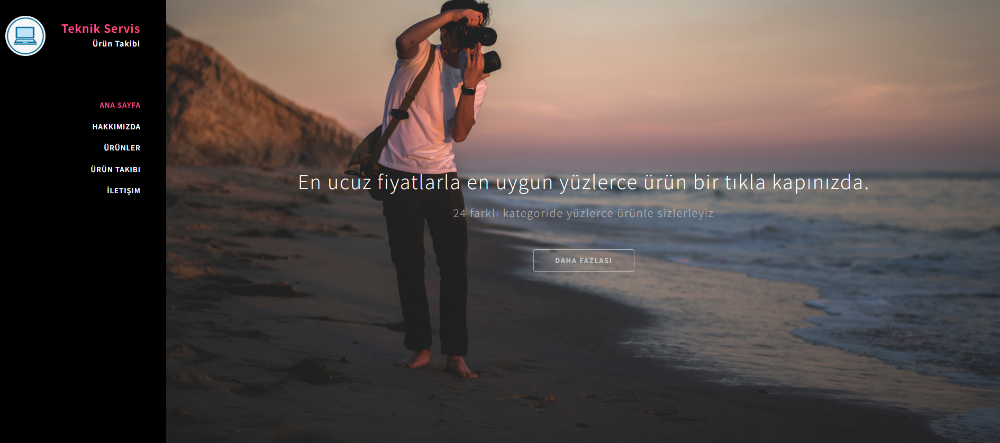 Teknik Servis
Ürün Takibi
ANA SAYFA
HAKKIMIZDA
ÜRÜNLER
ÜRÜN TAKIBI
İLETIŞIM
En ucuz fiyatlarla en uygun yüzlerce ürün bir tıkla kapınızda.
24 farklı kategoride yüzlerce ürünle sizlerleyiz
DAHA FAZLASI